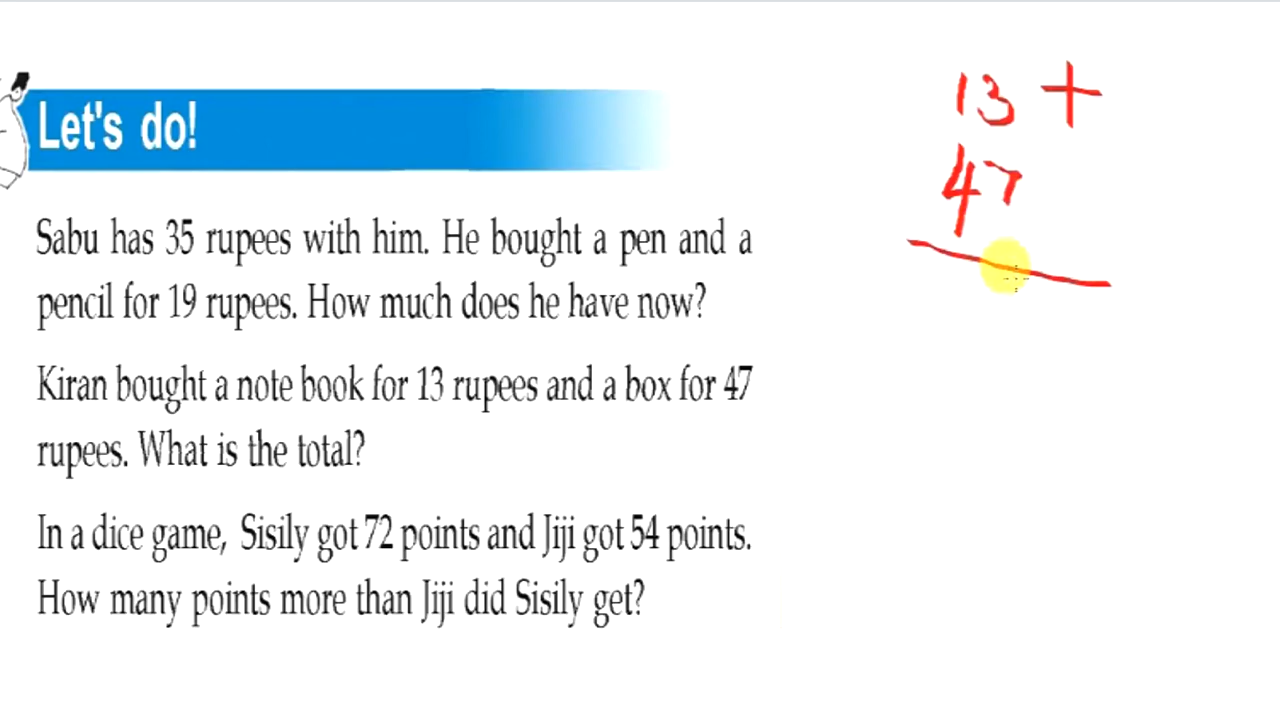 Let's do!
Sabu has 35 rupees with him. He bought a pen and a
pencil for 19 rupees. How much does he have now?
Kiran bought a note book for 13 rupees and a box for 47
rupees. What is the total?
In a dice game, Sisily got 72 points and Jiji got 54 points.
How many points more than Jiji did Sisily get?
13 +
47